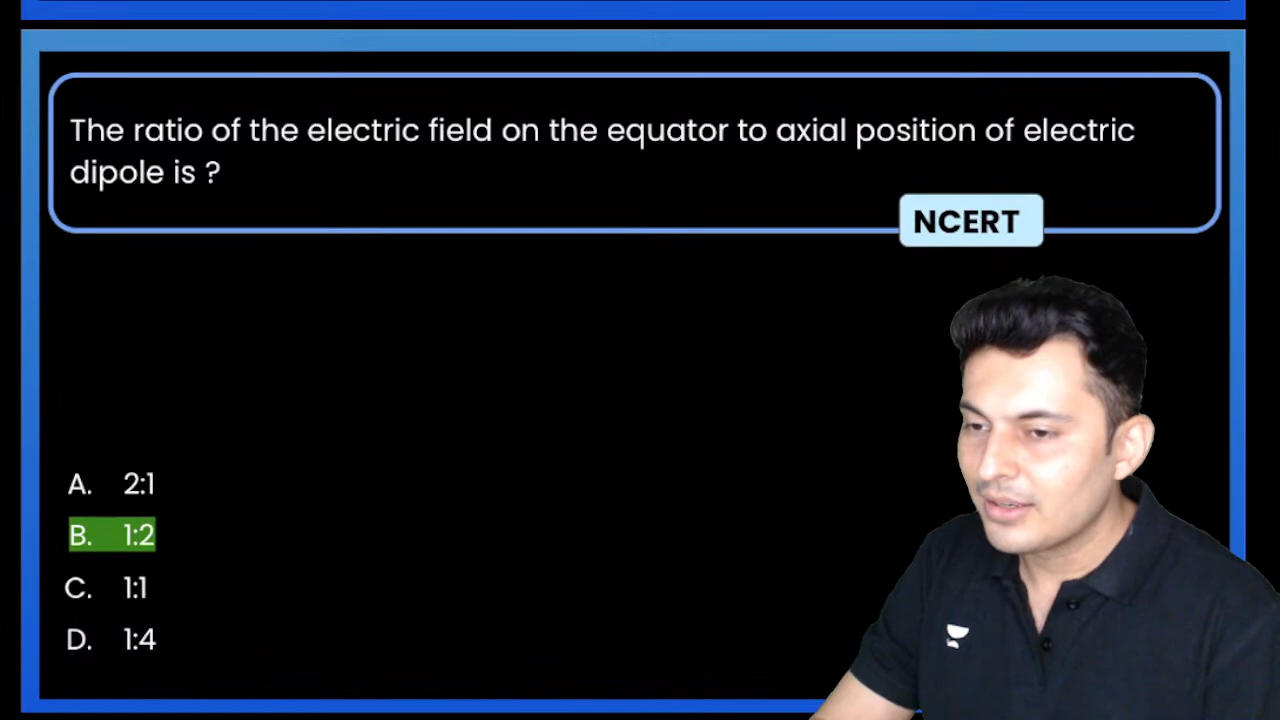 The ratio of the electric field on the equator to axial position of electric
dipole is ?
NCERT
A. 2:1
B. 1:2
C. 1:1
D. 1:4